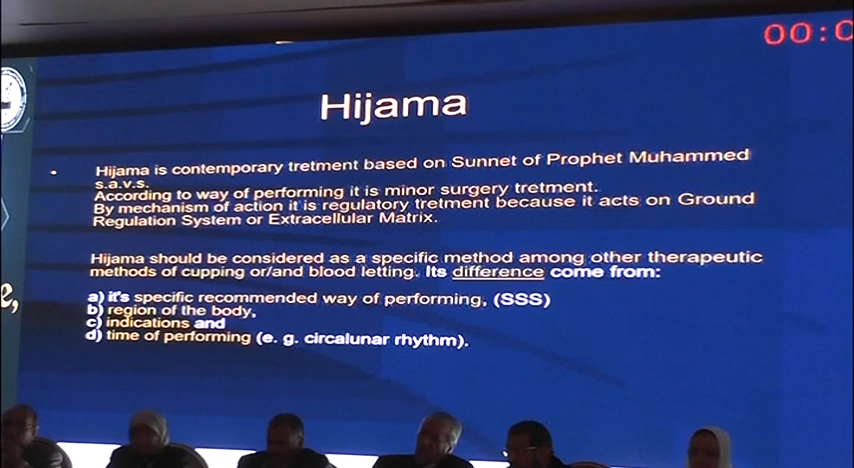 00:0
Hijama
• Hijama is contemporary tretment based on Sunnet of Prophet Muhammed
s.a.v.s.
According to way of performing it is minor surgery tretment.
By mechanism of action it is regulatory tretment because it acts on Ground
Regulation System or Extracellular Matrix.
Hijama should be considered as a specific method among other therapeutic
methods of cupping or/and blood letting. Its difference come from:
a) it's specific recommended way of performing, (SSS)
b) region of the body,
c) indications and
d) time of performing (e. g. circalunar rhythm).
e,